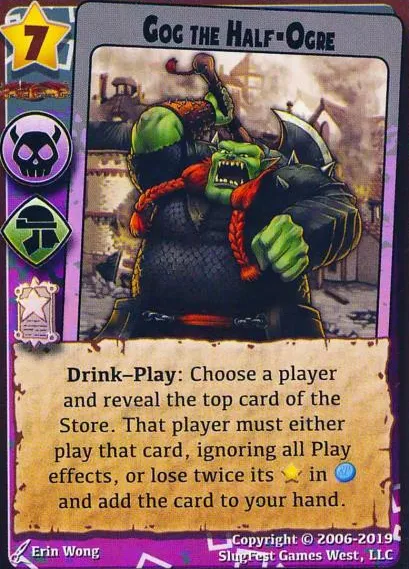 7
Gog the Half-Ogre
Drink–Play: Choose a player
and reveal the top card of the
Store. That player must either
play that card, ignoring all Play
effects, or lose twice its in
and add the card to your hand.
Erin Wong
Copyright © 2006-2019
SlugFest Games West, LLC